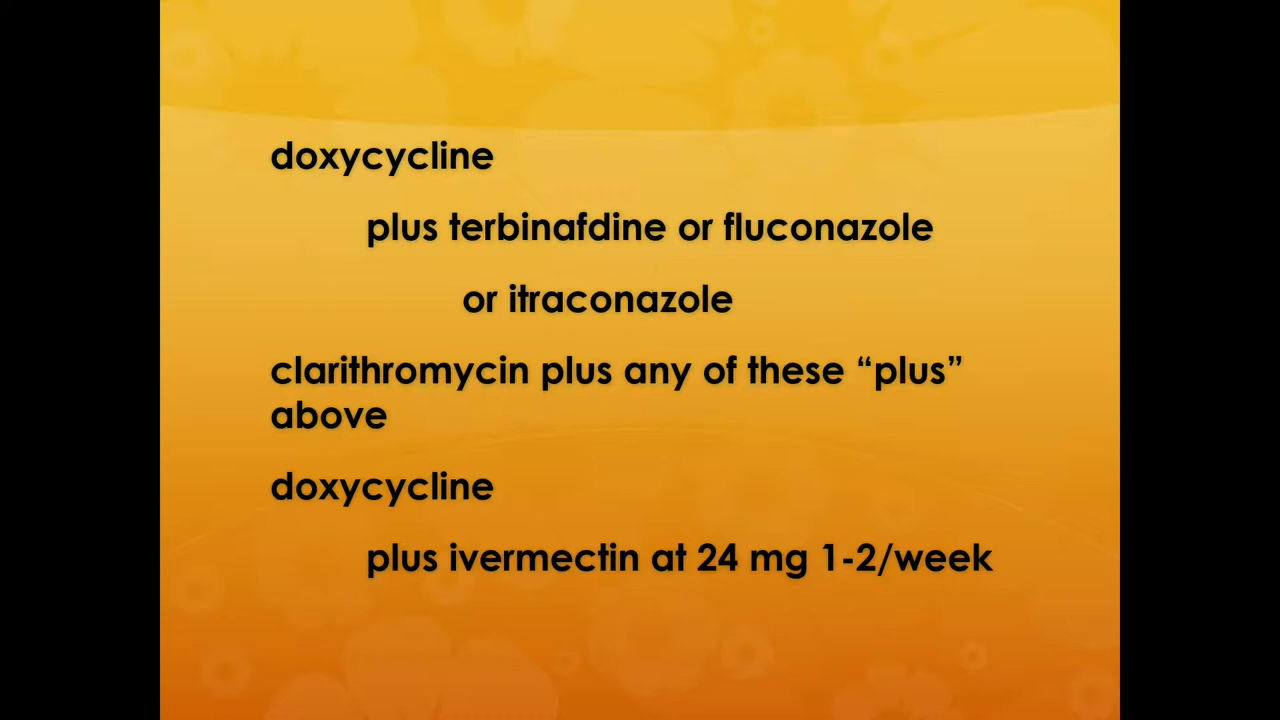 doxycycline
plus terbinafdine or fluconazole
or itraconazole
clarithromycin plus any of these “plus”
above
doxycycline
plus ivermectin at 24 mg 1-2/week